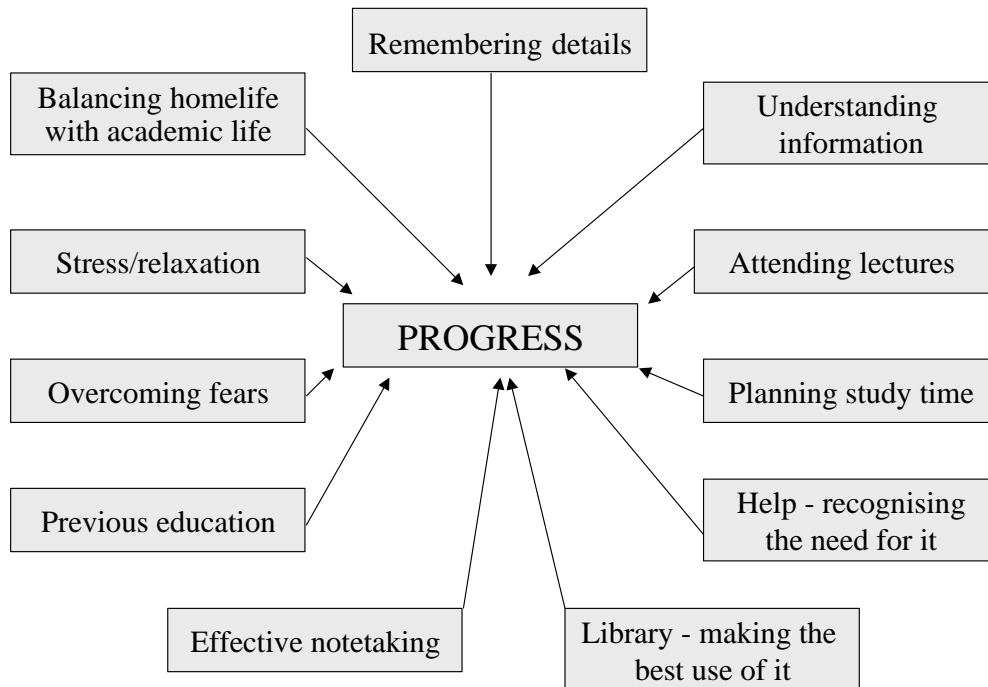 Remembering details
Balancing homelife
with academic life
Understanding
information
Stress/relaxation
Attending lectures
PROGRESS
Overcoming fears
Planning study time
Previous education
Help - recognising
the need for it
Effective notetaking
Library - making the
best use of it